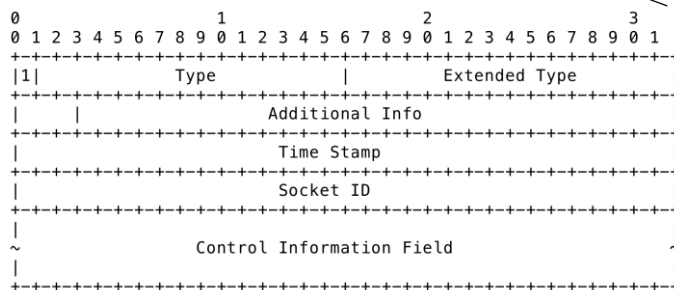 0                   1                   2                   3
0 1 2 3 4 5 6 7 8 9 0 1 2 3 4 5 6 7 8 9 0 1 2 3 4 5 6 7 8 9 0 1
+-+-+-+-+-+-+-+-+-+-+-+-+-+-+-+-+-+-+-+-+-+-+-+-+-+-+-+-+-+-+-+-+
|1|             Type            |         Extended Type         |
+-+-+-+-+-+-+-+-+-+-+-+-+-+-+-+-+-+-+-+-+-+-+-+-+-+-+-+-+-+-+-+-+
|     |                  Additional Info                        |
+-+-+-+-+-+-+-+-+-+-+-+-+-+-+-+-+-+-+-+-+-+-+-+-+-+-+-+-+-+-+-+-+
|                         Time Stamp                            |
+-+-+-+-+-+-+-+-+-+-+-+-+-+-+-+-+-+-+-+-+-+-+-+-+-+-+-+-+-+-+-+-+
|                         Socket ID                             |
+-+-+-+-+-+-+-+-+-+-+-+-+-+-+-+-+-+-+-+-+-+-+-+-+-+-+-+-+-+-+-+-+
|                                                               |
~                 Control Information Field                     ~
|                                                               |
+-+-+-+-+-+-+-+-+-+-+-+-+-+-+-+-+-+-+-+-+-+-+-+-+-+-+-+-+-+-+-+-+